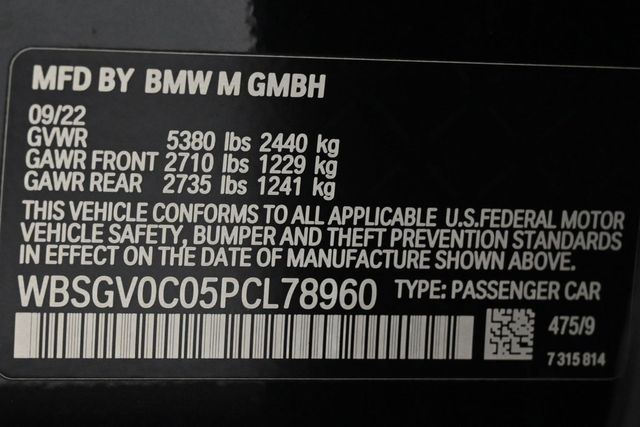 MFD BY BMW M GMBH
09/22
GVWR 5380 lbs 2440 kg
GAWR FRONT 2710 lbs 1229 kg
GAWR REAR 2735 lbs 1241 kg
THIS VEHICLE CONFORMS TO ALL APPLICABLE U.S.FEDERAL MOTOR
VEHICLE SAFETY, BUMPER AND THEFT PREVENTION STANDARDS
IN EFFECT ON THE DATE OF MANUFACTURE SHOWN ABOVE.
WBSGV0C05PCL78960 TYPE: PASSENGER CAR
475/9
7 315 814